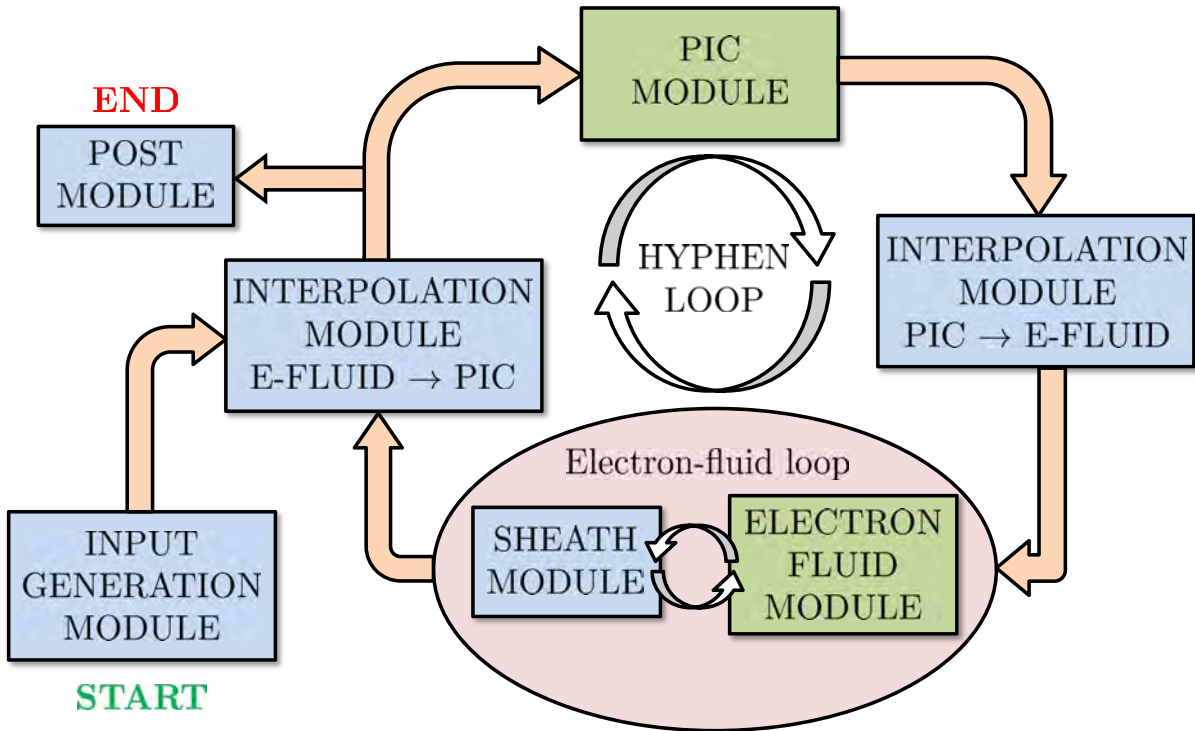 PIC
MODULE
END
POST
MODULE
HYPHEN
LOOP
INTERPOLATION
MODULE
PIC → E-FLUID
INTERPOLATION
MODULE
E-FLUID → PIC
Electron-fluid loop
SHEATH
MODULE
ELECTRON
FLUID
MODULE
INPUT
GENERATION
MODULE
START